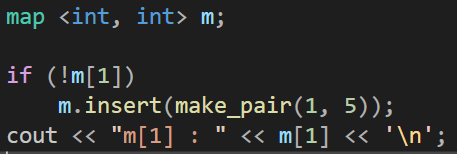 map <int, int> m;
if (!m[1])
m.insert(make_pair(1, 5));
cout << "m[1] : " << m[1] << '\n';